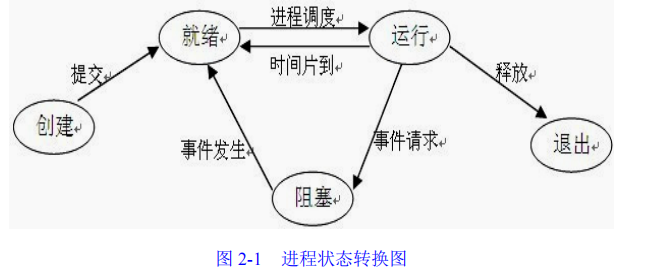 进程调度
就绪
运行
时间片到
提交
释放
创建
事件发生
事件请求
退出
阻塞
图 2-1 进程状态转换图